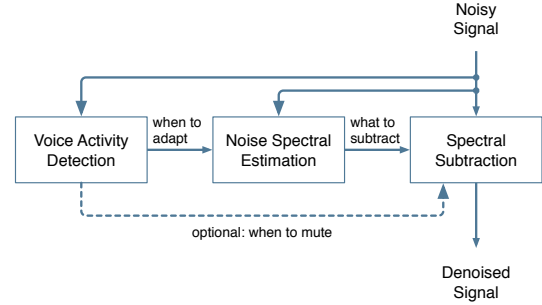 Noisy
Signal
Voice Activity
Detection
when to
adapt
Noise Spectral
Estimation
what to
subtract
Spectral
Subtraction
optional: when to mute
Denoised
Signal